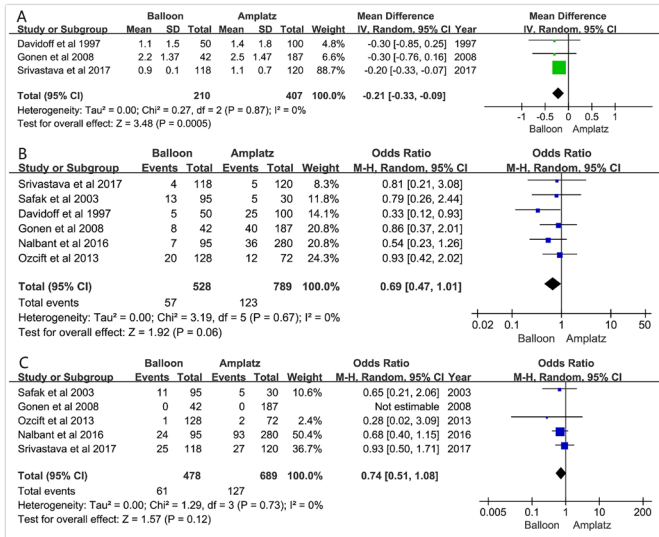 A
Balloon Amplatz Mean Difference Mean Difference
Study or Subgroup Mean SD Total Mean SD Total Weight IV, Random, 95% CI Year IV, Random, 95% CI
Davidoff et al 1997 1.1 1.5 50 1.4 1.8 100 4.8% -0.30 [-0.85, 0.25] 1997
Gonen et al 2008 2.2 1.37 42 2.5 1.47 187 6.6% -0.30 [-0.76, 0.16] 2008
Srivastava et al 2017 0.9 0.1 118 1.1 0.7 120 88.7% -0.20 [-0.33, -0.07] 2017
Total (95% CI) 210 407 100.0% -0.21 [-0.33, -0.09]
Heterogeneity: Tau² = 0.00; Chi² = 0.27, df = 2 (P = 0.87); I² = 0%
Test for overall effect: Z = 3.48 (P = 0.0005)
-1 -0.5 0 0.5 1
Balloon Amplatz
B
Balloon Amplatz Odds Ratio Odds Ratio
Study or Subgroup Events Total Events Total Weight M-H, Random, 95% CI M-H, Random, 95% CI
Srivastava et al 2017 4 118 5 120 8.3% 0.81 [0.21, 3.08]
Safak et al 2003 13 95 5 30 11.8% 0.79 [0.26, 2.44]
Davidoff et al 1997 5 50 25 100 14.1% 0.33 [0.12, 0.93]
Gonen et al 2008 8 42 40 187 20.8% 0.86 [0.37, 2.01]
Nalbant et al 2016 7 95 36 280 20.8% 0.54 [0.23, 1.26]
Ozcift et al 2013 20 128 12 72 24.3% 0.93 [0.42, 2.02]
Total (95% CI) 528 789 100.0% 0.69 [0.47, 1.01]
Total events 57 123
Heterogeneity: Tau² = 0.00; Chi² = 3.19, df = 5 (P = 0.67); I² = 0%
Test for overall effect: Z = 1.92 (P = 0.06)
0.02 0.1 1 10 50
Balloon Amplatz
C
Balloon Amplatz Odds Ratio Odds Ratio
Study or Subgroup Events Total Events Total Weight M-H, Random, 95% CI Year M-H, Random, 95% CI
Safak et al 2003 11 95 5 30 10.6% 0.65 [0.21, 2.06] 2003
Gonen et al 2008 0 42 0 187 Not estimable 2008
Ozcift et al 2013 1 128 2 72 2.4% 0.28 [0.02, 3.09] 2013
Nalbant et al 2016 24 95 93 280 50.4% 0.68 [0.40, 1.15] 2016
Srivastava et al 2017 25 118 27 120 36.7% 0.93 [0.50, 1.71] 2017
Total (95% CI) 478 689 100.0% 0.74 [0.51, 1.08]
Total events 61 127
Heterogeneity: Tau² = 0.00; Chi² = 1.29, df = 3 (P = 0.73); I² = 0%
Test for overall effect: Z = 1.57 (P = 0.12)
0.005 0.1 1 10 200
Balloon Amplatz